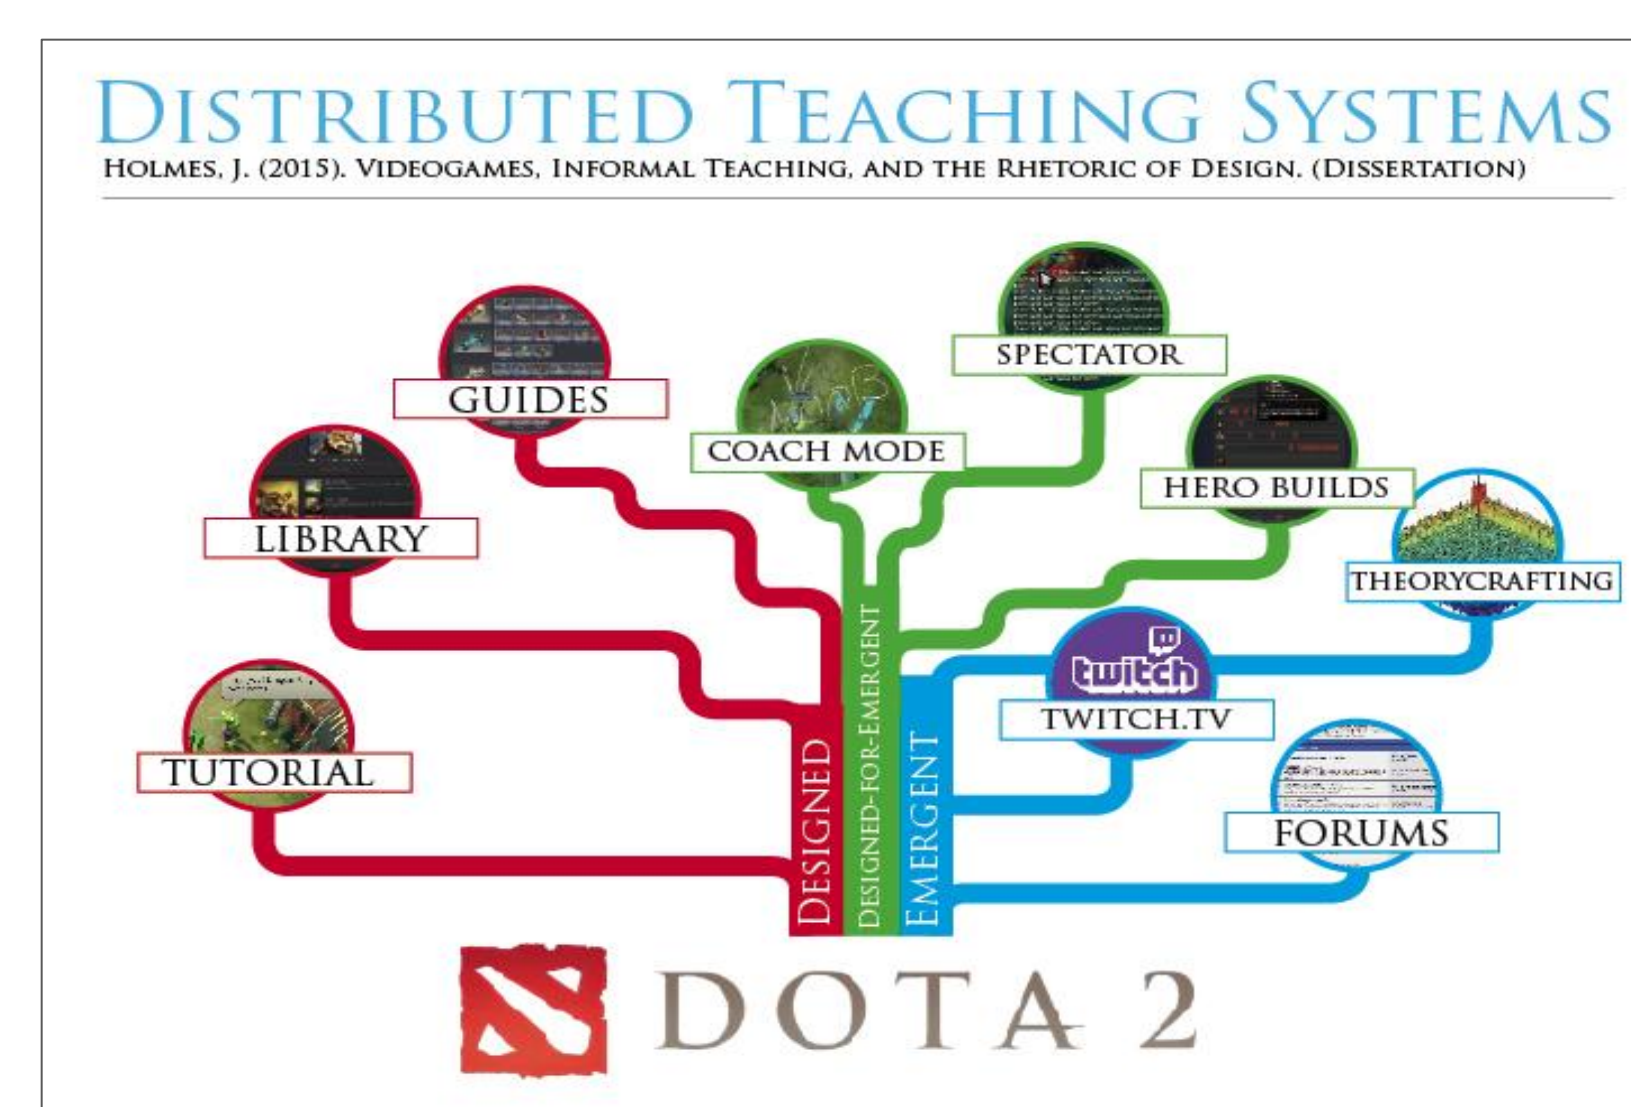 DISTRIBUTED TEACHING SYSTEMS
HOLMES, J. (2015). VIDEOGAMES, INFORMAL TEACHING, AND THE RHETORIC OF DESIGN. (DISSERTATION)
SPECTATOR
GUIDES
COACH MODE
HERO BUILDS
LIBRARY
THEORYCRAFTING
twitch
TWITCH.TV
TUTORIAL
FORUMS
DESIGNED
DESIGNED-FOR-EMERGENT
EMERGENT
DOTA 2